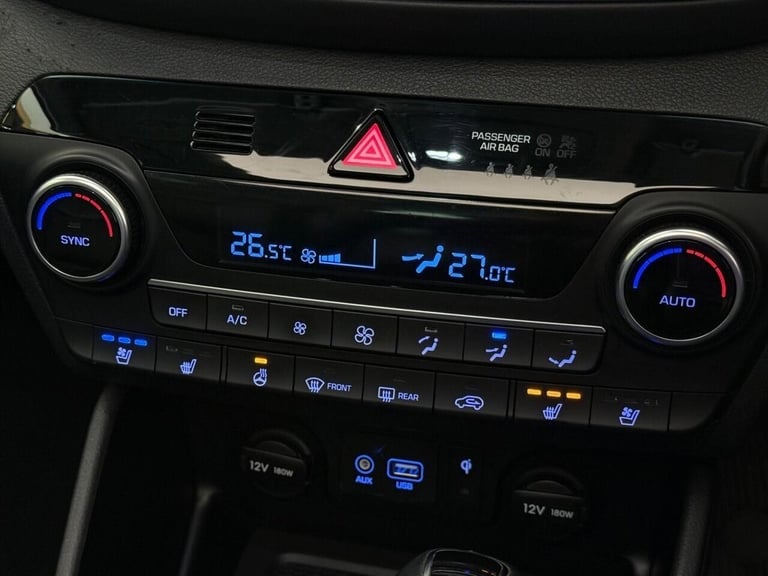 PASSENGER
AIR BAG
ON OFF
SYNC
26.5°C
27.0°C
AUTO
OFF
A/C
FRONT
REAR
12V 180W
AUX
USB
qi
12V 180W